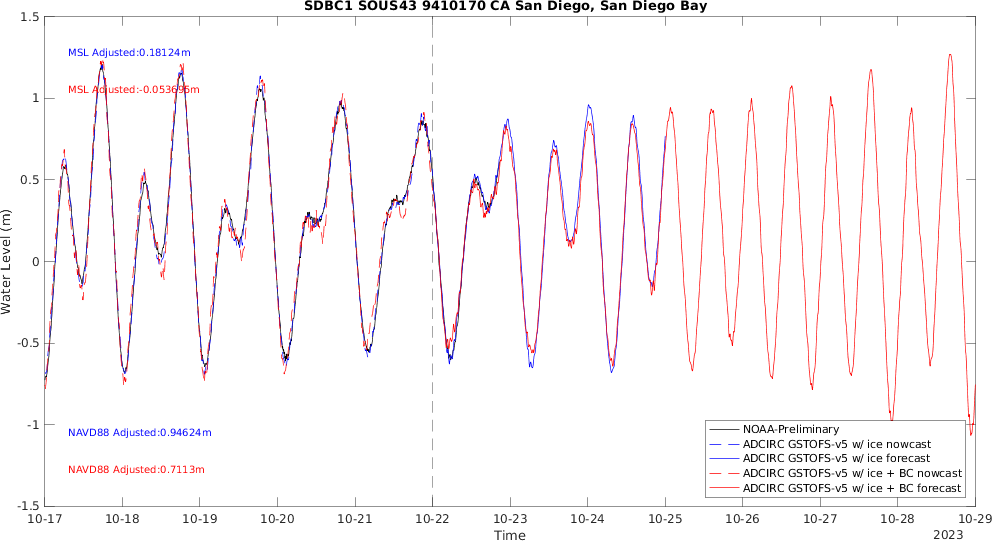 SDBC1 SOUS43 9410170 CA San Diego, San Diego Bay
1.5
1
0.5
0
-0.5
-1
-1.5
Water Level (m)
MSL Adjusted:0.18124m
MSL Adjusted:-0.053695m
NAVD88 Adjusted:0.94624m
NAVD88 Adjusted:0.7113m
NOAA-Preliminary
ADCIRC GSTOFS-v5 w/ ice nowcast
ADCIRC GSTOFS-v5 w/ ice forecast
ADCIRC GSTOFS-v5 w/ ice + BC nowcast
ADCIRC GSTOFS-v5 w/ ice + BC forecast
10-17 10-18 10-19 10-20 10-21 10-22 10-23 10-24 10-25 10-26 10-27 10-28 10-29
Time
2023